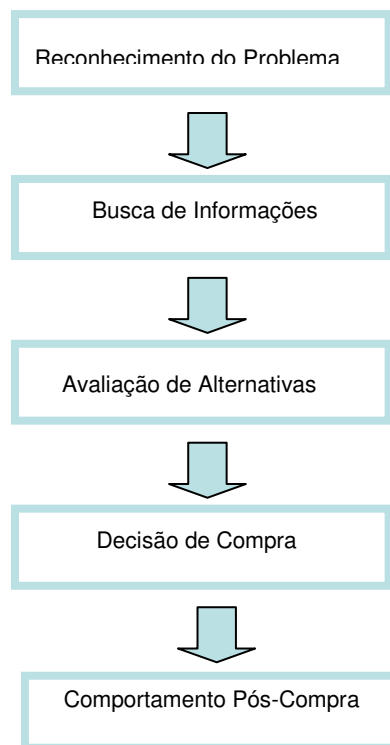 Reconhecimento do Problema
Busca de Informações
Avaliação de Alternativas
Decisão de Compra
Comportamento Pós-Compra